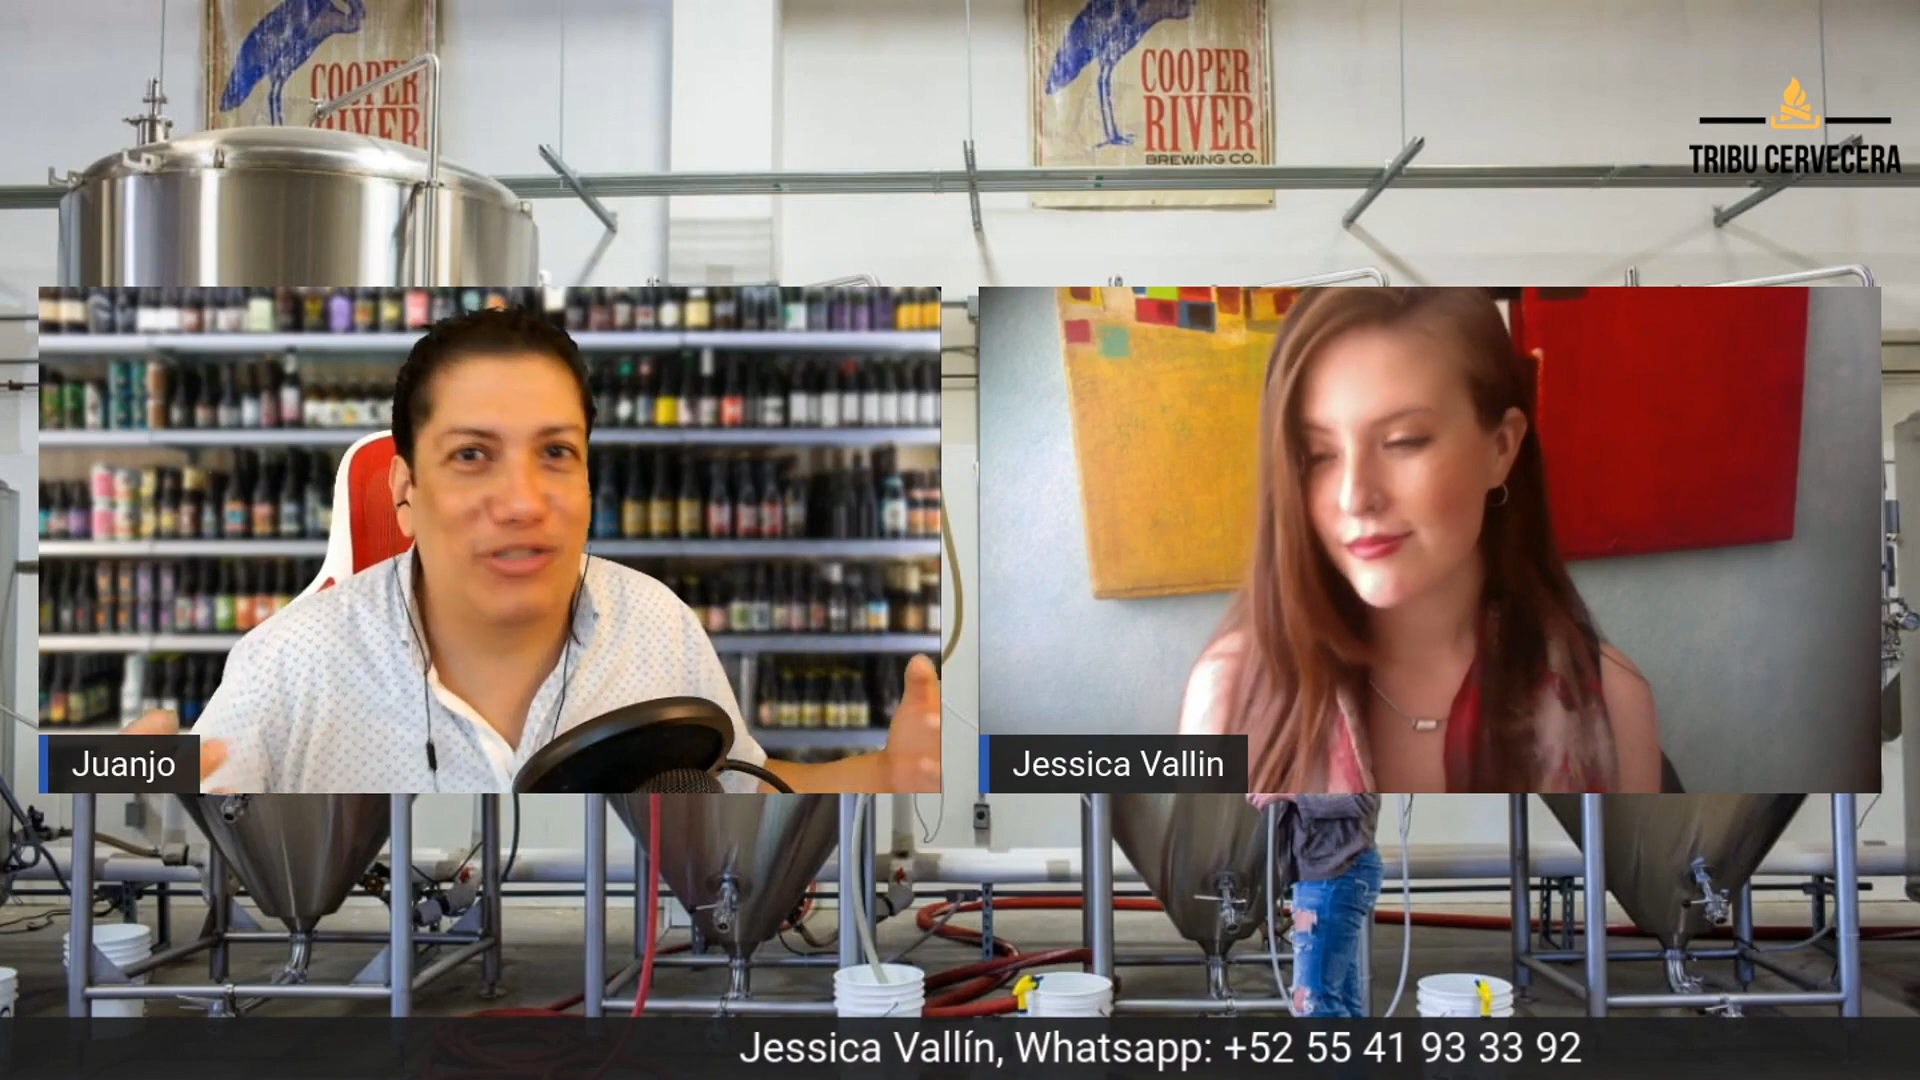 COOPER
RIVER
COOPER
RIVER
BREWING CO.
TRIBU CERVECERA
Juanjo
Jessica Vallin
Jessica Vallín, Whatsapp: +52 55 41 93 33 92